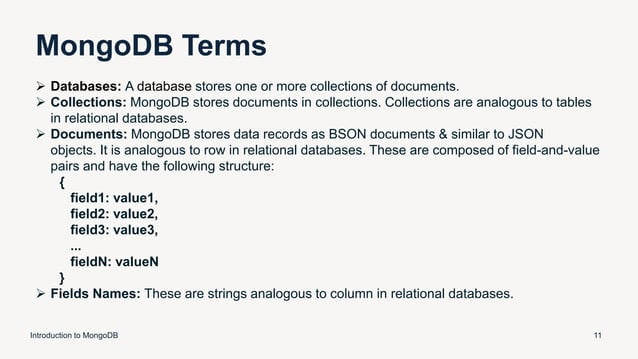 MongoDB Terms
➢ Databases: A database stores one or more collections of documents.
➢ Collections: MongoDB stores documents in collections. Collections are analogous to tables
in relational databases.
➢ Documents: MongoDB stores data records as BSON documents & similar to JSON
objects. It is analogous to row in relational databases. These are composed of field-and-value
pairs and have the following structure:
{
field1: value1,
field2: value2,
field3: value3,
...
fieldN: valueN
}
➢ Fields Names: These are strings analogous to column in relational databases.
Introduction to MongoDB
11